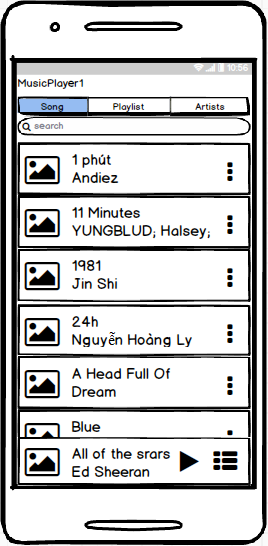 10:56
MusicPlayer1
Song
Playlist
Artists
search
1 phút
Andiez
11 Minutes
YUNGBLUD; Halsey;
1981
Jin Shi
24h
Nguyễn Hoàng Ly
A Head Full Of
Dream
Blue
All of the srars
Ed Sheeran